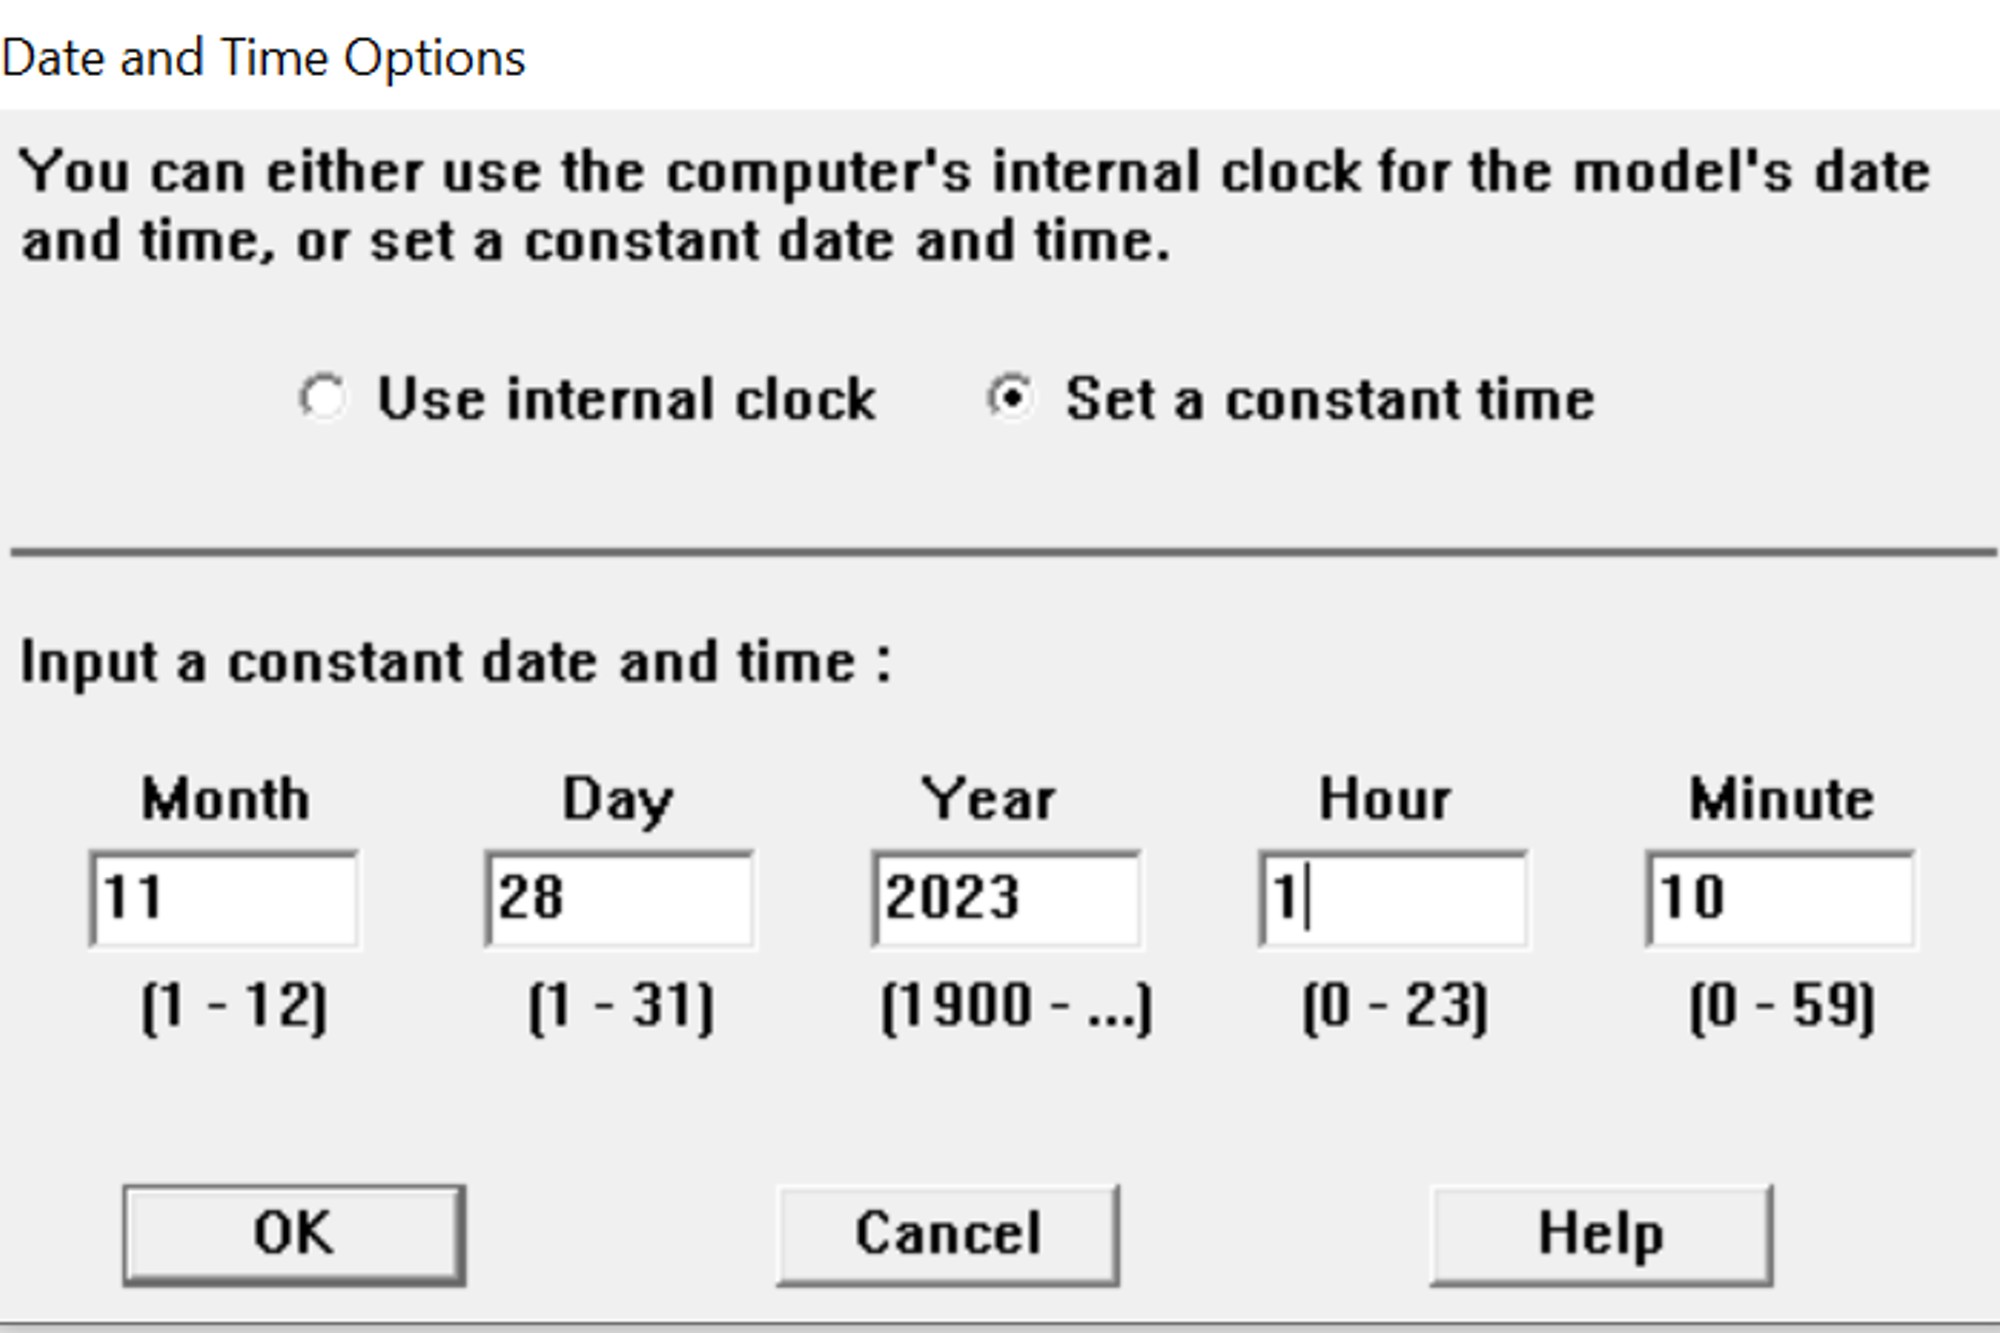 Date and Time Options
You can either use the computer's internal clock for the model's date
and time, or set a constant date and time.
Use internal clock Set a constant time
Input a constant date and time :
Month Day Year Hour Minute
11 28 2023 1 10
(1 - 12) (1 - 31) (1900 - ...) (0 - 23) (0 - 59)
OK Cancel Help